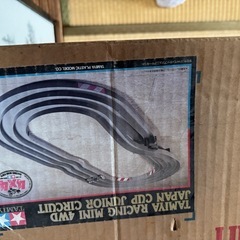 TAMIYA RACING MINI 4WD
JAPAN CUP JUNIOR CIRCUIT
TAMIYA PLASTIC MODEL CO.